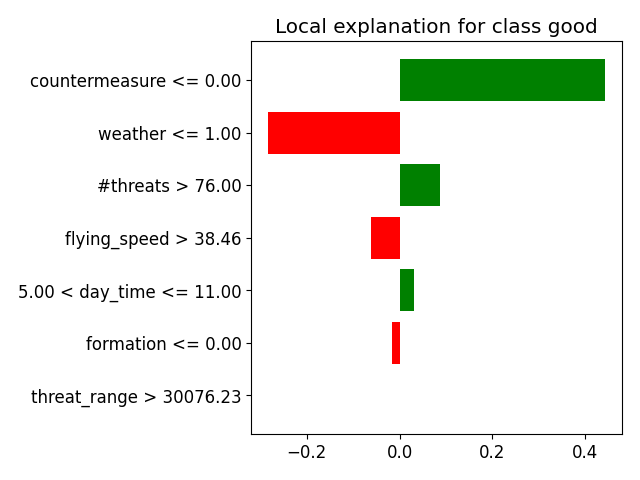 Local explanation for class good
countermeasure <= 0.00
weather <= 1.00
#threats > 76.00
flying_speed > 38.46
5.00 < day_time <= 11.00
formation <= 0.00
threat_range > 30076.23
−0.2 0.0 0.2 0.4